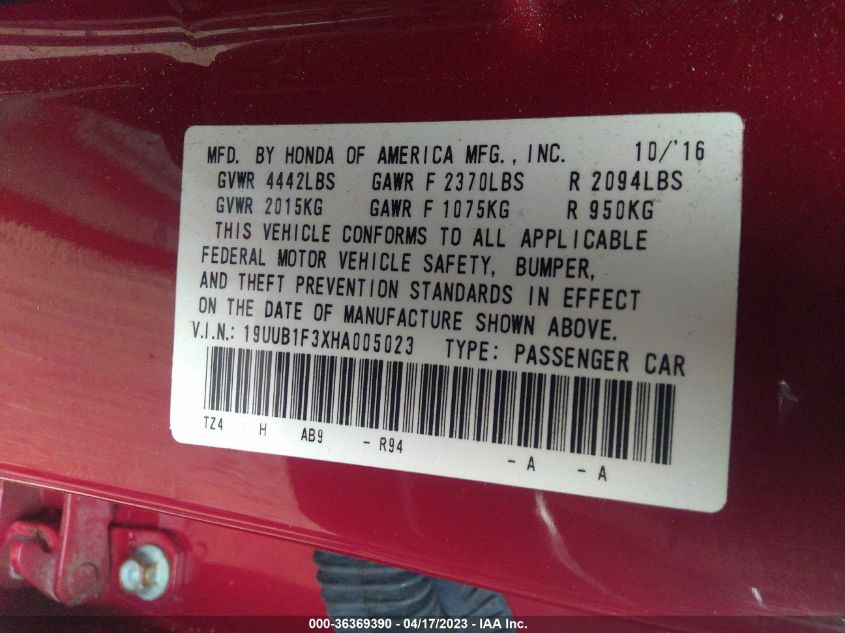 MFD. BY HONDA OF AMERICA MFG., INC. 10/'16
GVWR 4442LBS GAWR F 2370LBS R 2094LBS
GVWR 2015KG GAWR F 1075KG R 950KG
THIS VEHICLE CONFORMS TO ALL APPLICABLE
FEDERAL MOTOR VEHICLE SAFETY, BUMPER,
AND THEFT PREVENTION STANDARDS IN EFFECT
ON THE DATE OF MANUFACTURE SHOWN ABOVE.
V.I.N.: 19UUB1F3XHA005023 TYPE: PASSENGER CAR
TZ4 H AB9 - R94 - A - A
000-36369390 - 04/17/2023 - IAA Inc.